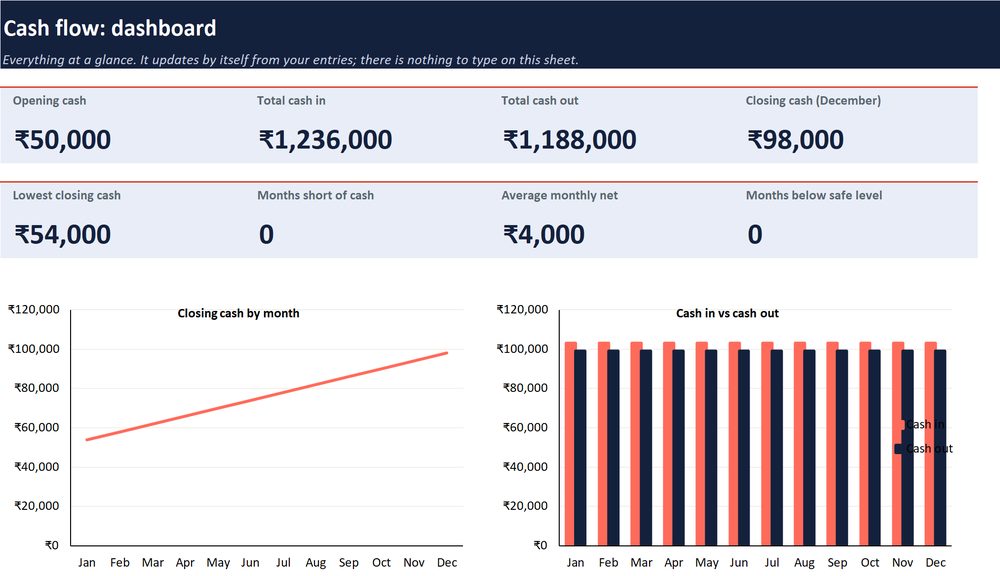 Cash flow: dashboard
Everything at a glance. It updates by itself from your entries; there is nothing to type on this sheet.
Opening cash Total cash in Total cash out Closing cash (December)
₹50,000 ₹1,236,000 ₹1,188,000 ₹98,000
Lowest closing cash Months short of cash Average monthly net Months below safe level
₹54,000 0 ₹4,000 0
Closing cash by month
₹120,000
₹100,000
₹80,000
₹60,000
₹40,000
₹20,000
₹0
Jan Feb Mar Apr May Jun Jul Aug Sep Oct Nov Dec
Cash in vs cash out
₹120,000
₹100,000
₹80,000
₹60,000
₹40,000
₹20,000
₹0
Cash in
Cash out
Jan Feb Mar Apr May Jun Jul Aug Sep Oct Nov Dec